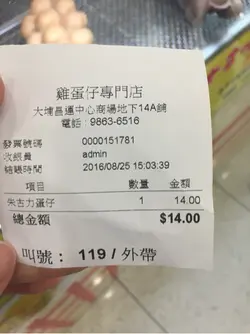 雞蛋仔專門店
大埔昌運中心商場地下14A舖
電話：9863-6516
發票號碼 0000151781
收銀員 admin
結賬時間 2016/08/25 15:03:39
項目 數量 金額
朱古力蛋仔 1 14.00
總金額 $14.00
叫號： 119 / 外帶